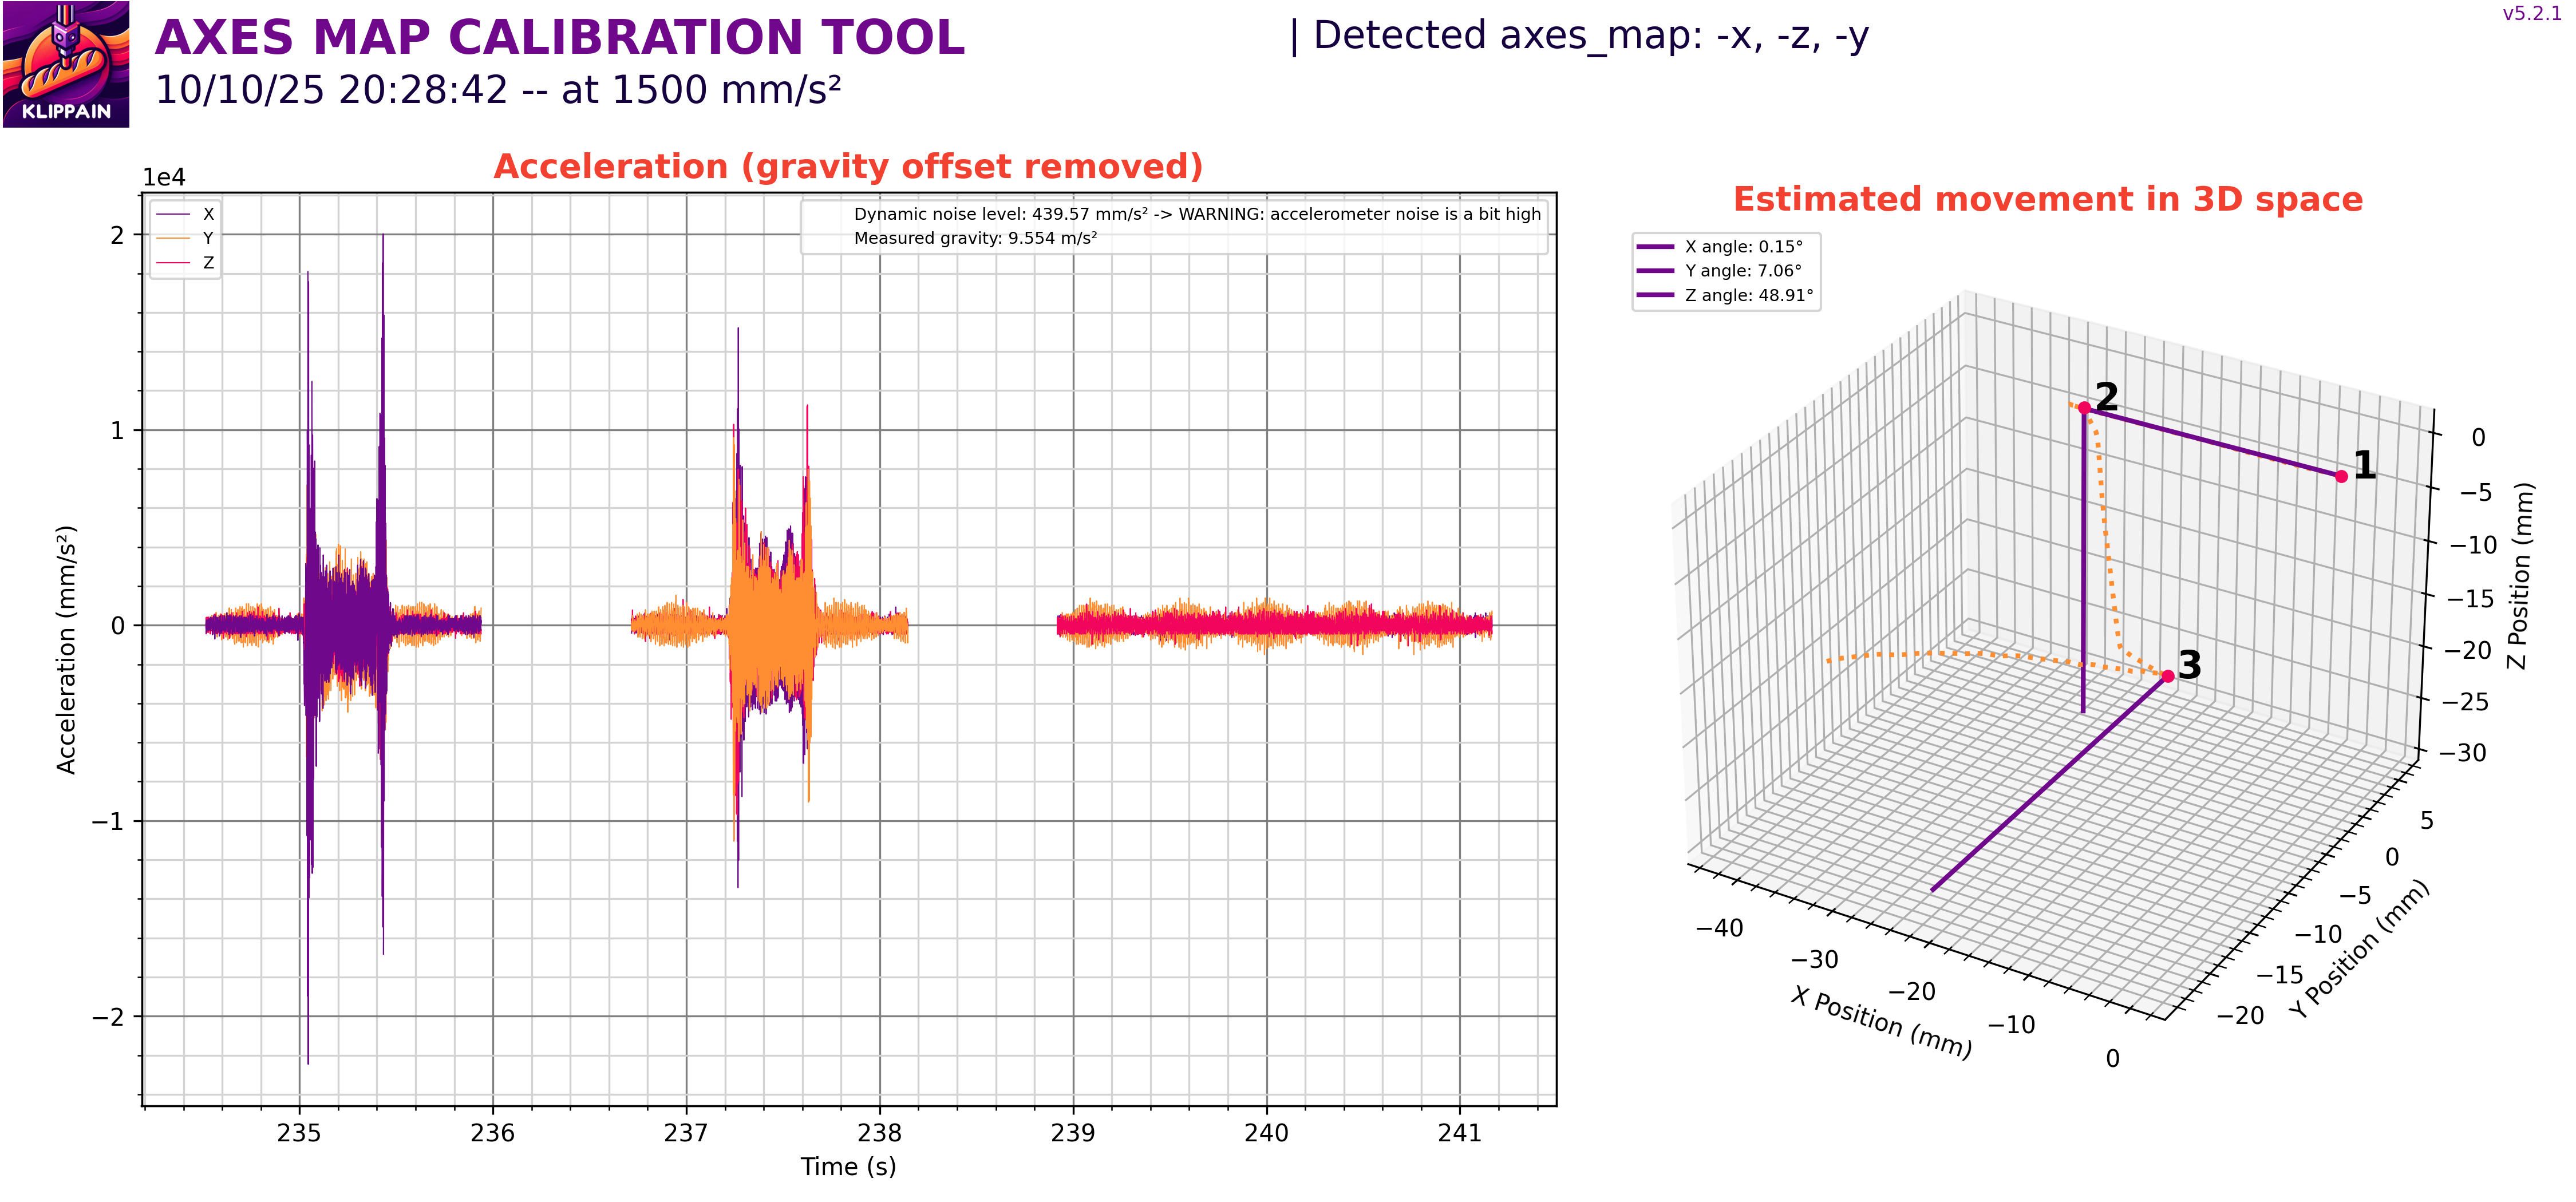 KLIPPAIN
AXES MAP CALIBRATION TOOL
10/10/25 20:28:42 -- at 1500 mm/s²
| Detected axes_map: -x, -z, -y
v5.2.1
Acceleration (gravity offset removed)
1e4
X
Y
Z
Dynamic noise level: 439.57 mm/s² -> WARNING: accelerometer noise is a bit high
Measured gravity: 9.554 m/s²
2
1
0
−1
−2
Acceleration (mm/s²)
235
236
237
238
239
240
241
Time (s)
Estimated movement in 3D space
X angle: 0.15°
Y angle: 7.06°
Z angle: 48.91°
2
1
3
0
−5
−10
−15
−20
−25
−30
Z Position (mm)
5
0
−5
−10
−15
−20
Y Position (mm)
−40
−30
−20
−10
0
X Position (mm)